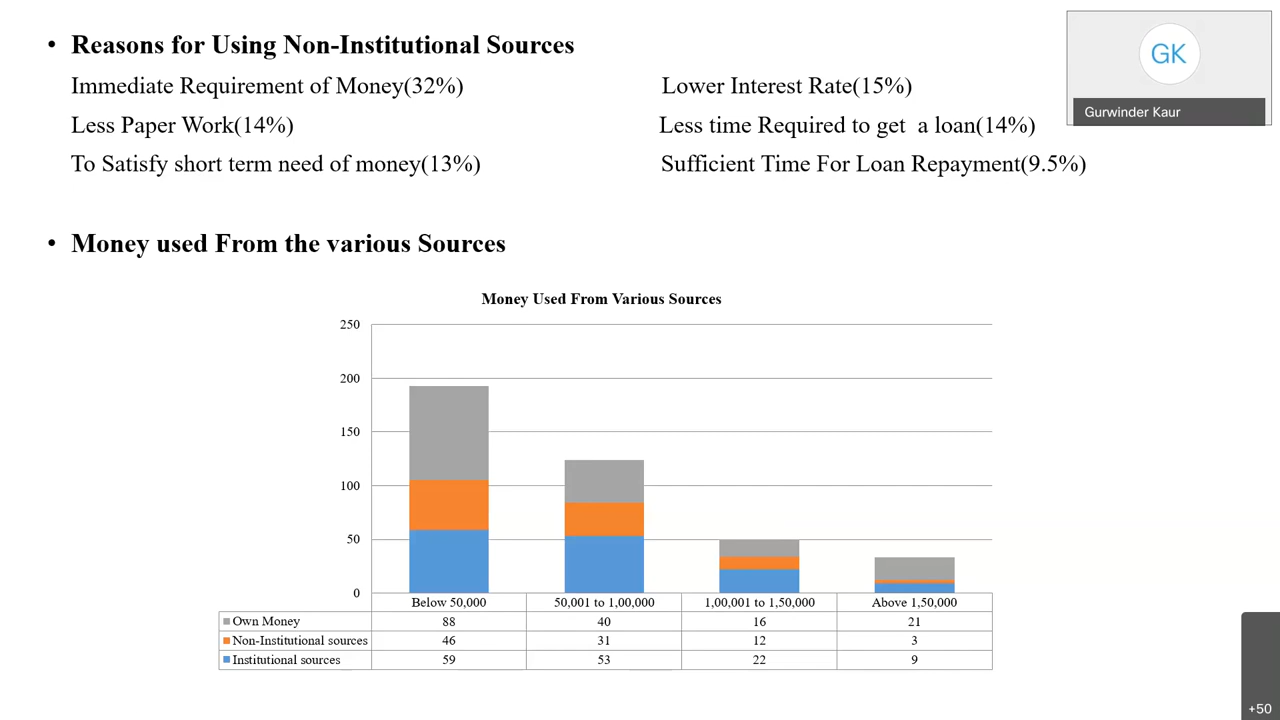 • Reasons for Using Non-Institutional Sources
Immediate Requirement of Money(32%) Lower Interest Rate(15%)
Less Paper Work(14%) Less time Required to get a loan(14%)
To Satisfy short term need of money(13%) Sufficient Time For Loan Repayment(9.5%)
GK
Gurwinder Kaur
• Money used From the various Sources
Money Used From Various Sources
250
200
150
100
50
0
Below 50,000 50,001 to 1,00,000 1,00,001 to 1,50,000 Above 1,50,000
Own Money 88 40 16 21
Non-Institutional sources 46 31 12 3
Institutional sources 59 53 22 9
+50